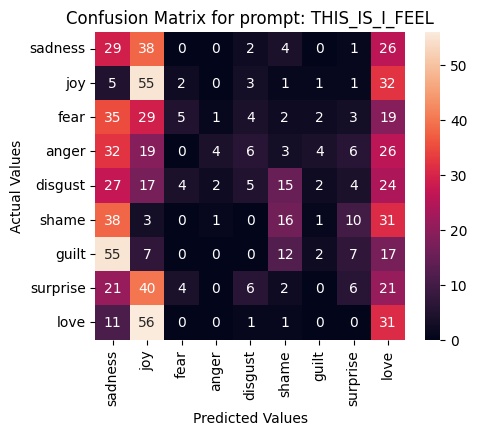 Confusion Matrix for prompt: THIS_IS_I_FEEL
sadness 29 38 0 0 2 4 0 1 26
joy 5 55 2 0 3 1 1 1 32
fear 35 29 5 1 4 2 2 3 19
anger 32 19 0 4 6 3 4 6 26
disgust 27 17 4 2 5 15 2 4 24
shame 38 3 0 1 0 16 1 10 31
guilt 55 7 0 0 0 12 2 7 17
surprise 21 40 4 0 6 2 0 6 21
love 11 56 0 0 1 1 0 0 31
sadness joy fear anger disgust shame guilt surprise love
Predicted Values
Actual Values
50
40
30
20
10
0